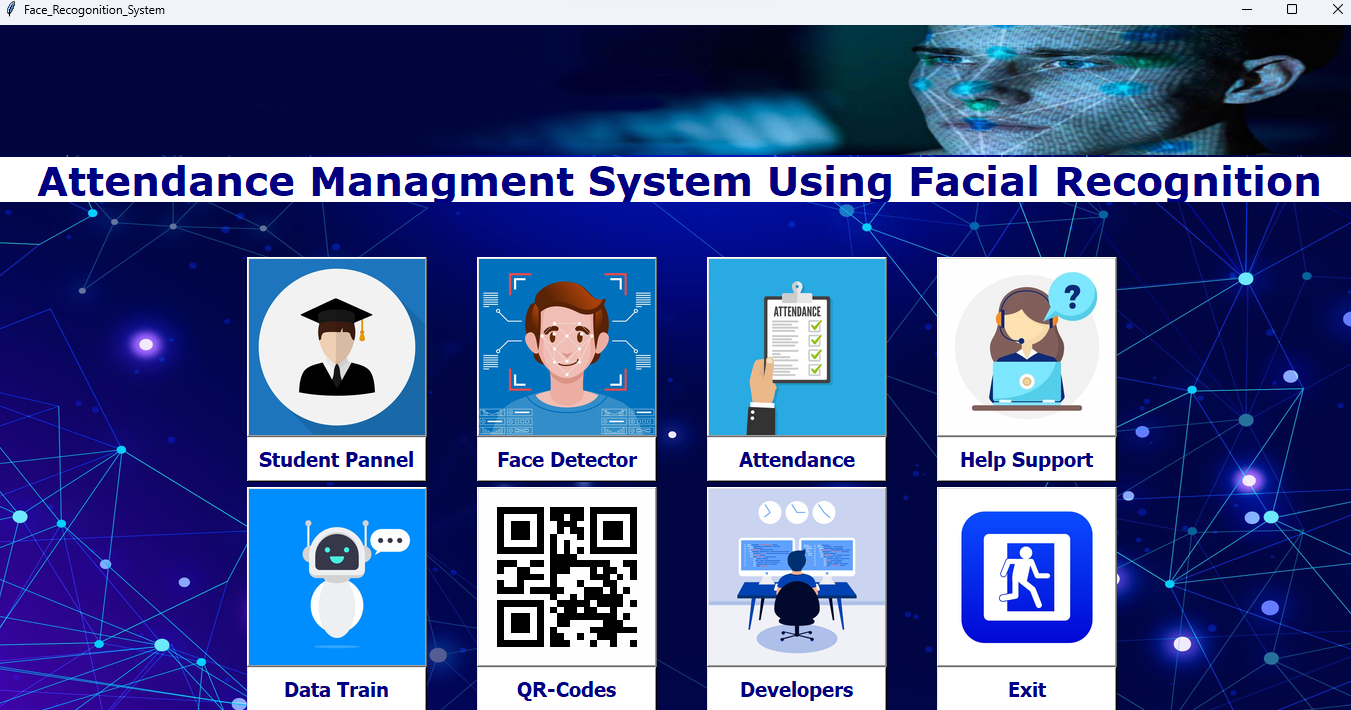 Face_Recogonition_System
Attendance Managment System Using Facial Recognition
ATTENDANCE
?
Student Pannel
Face Detector
Attendance
Help Support
Data Train
QR-Codes
Developers
Exit